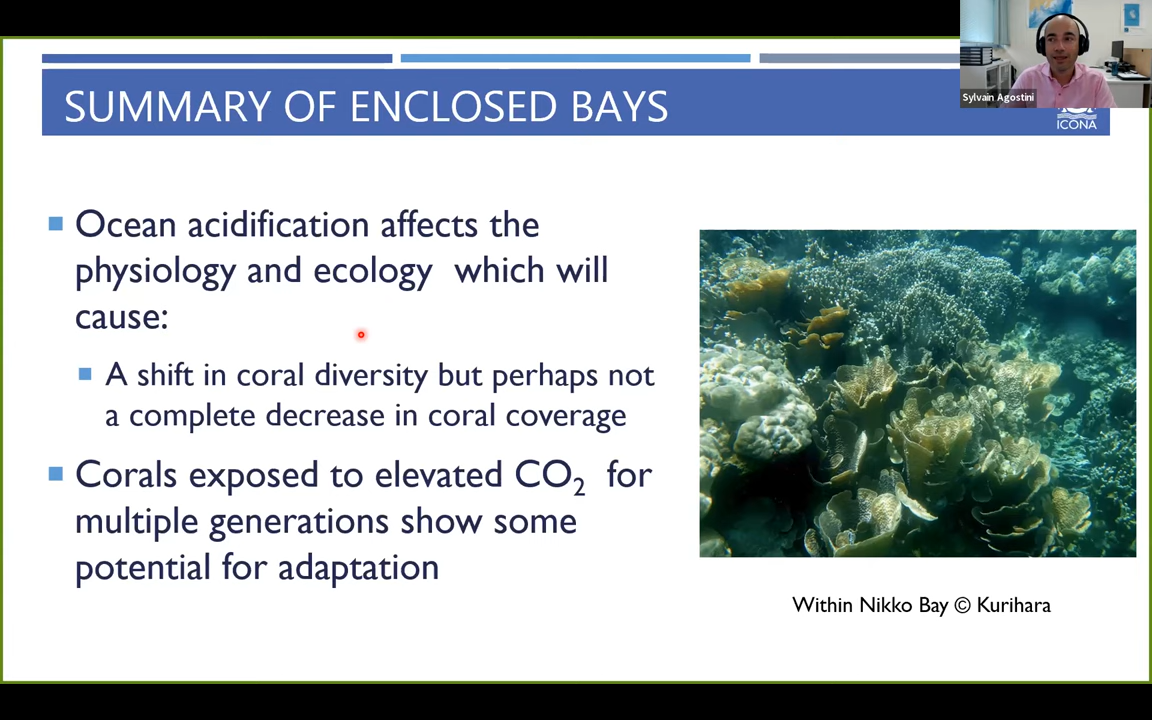 Sylvain Agostini
SUMMARY OF ENCLOSED BAYS
ICONA
Ocean acidification affects the
physiology and ecology which will
cause:
A shift in coral diversity but perhaps not
a complete decrease in coral coverage
Corals exposed to elevated CO₂ for
multiple generations show some
potential for adaptation
Within Nikko Bay © Kurihara